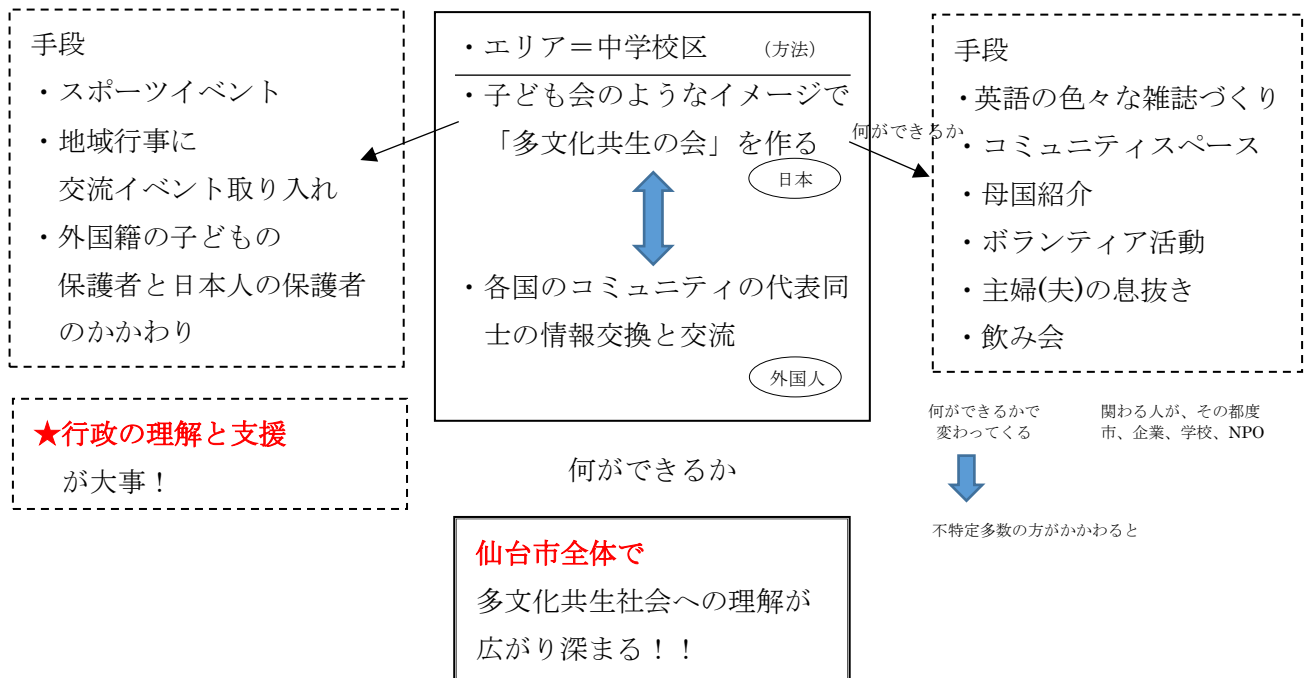 手段
・スポーツイベント
・地域行事に
交流イベント取り入れ
・外国籍の子どもの
保護者と日本人の保護者
のかかわり
★行政の理解と支援
が大事！
・エリア＝中学校区 （方法）
・子ども会のようなイメージで
「多文化共生の会」を作る
日本
・各国のコミュニティの代表同
士の情報交換と交流
外国人
何ができるか
何ができるか
仙台市全体で
多文化共生社会への理解が
広がり深まる！！
手段
・英語の色々な雑誌づくり
・コミュニティスペース
・母国紹介
・ボランティア活動
・主婦(夫)の息抜き
・飲み会
何ができるかで
変わってくる
関わる人が、その都度
市、企業、学校、NPO
不特定多数の方がかかわると